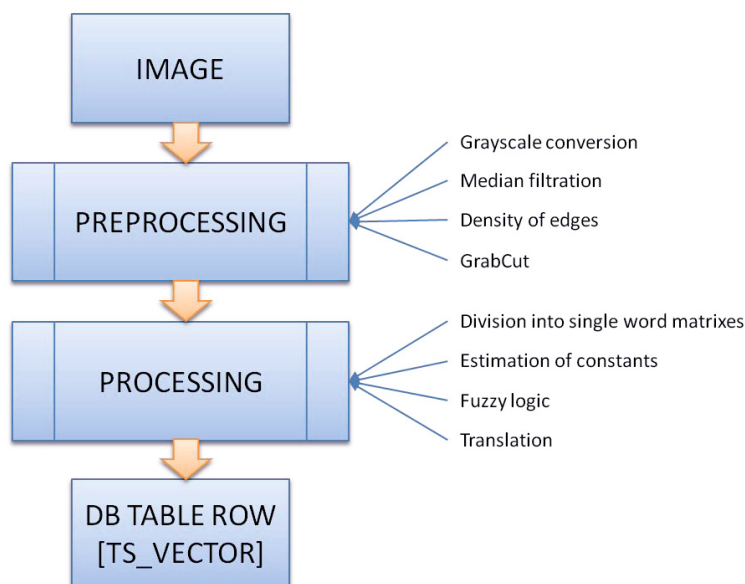 IMAGE
PREPROCESSING
Grayscale conversion
Median filtration
Density of edges
GrabCut
PROCESSING
Division into single word matrixes
Estimation of constants
Fuzzy logic
Translation
DB TABLE ROW
[TS_VECTOR]